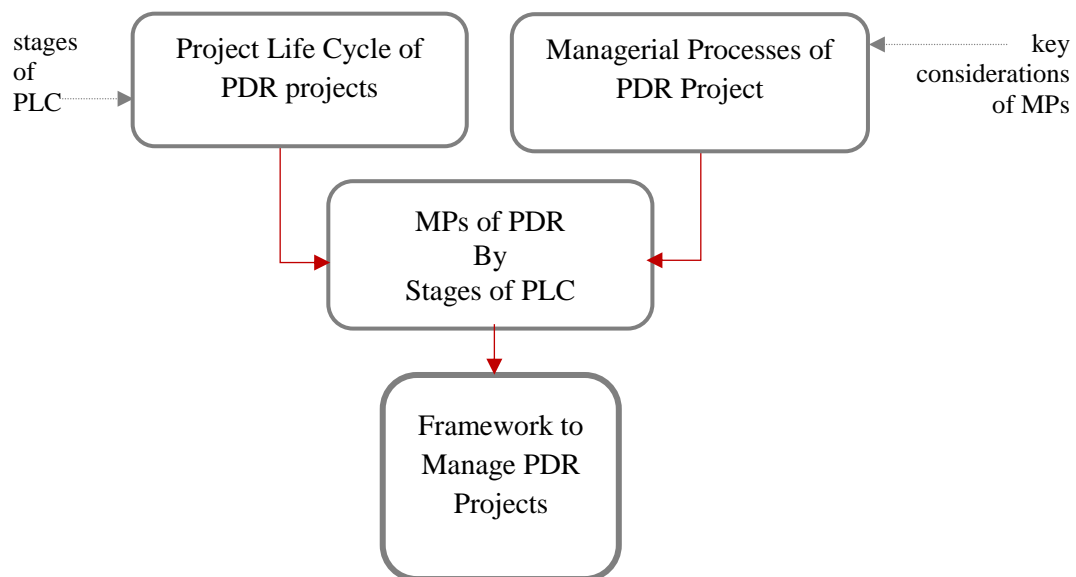 stages
of
PLC
Project Life Cycle of
PDR projects
Managerial Processes of
PDR Project
key
considerations
of MPs
MPs of PDR
By
Stages of PLC
Framework to
Manage PDR
Projects